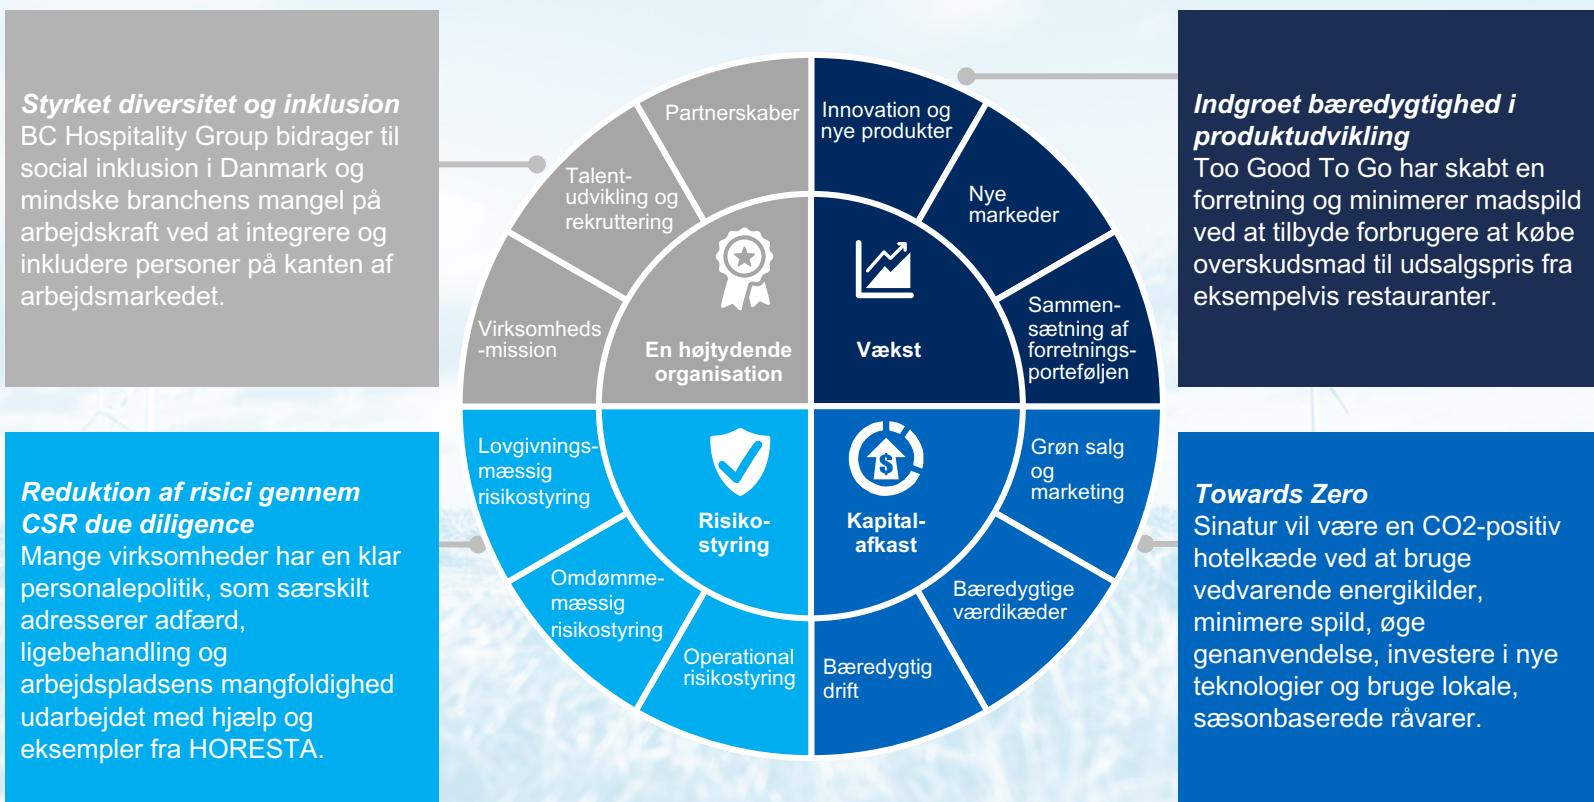 Styrket diversitet og inklusion
BC Hospitality Group bidrager til
social inklusion i Danmark og
mindske branchens mangel på
arbejdskraft ved at integrere og
inkludere personer på kanten af
arbejdsmarkedet.
Reduktion af risici gennem
CSR due diligence
Mange virksomheder har en klar
personalepolitik, som særskilt
adresserer adfærd,
ligebehandling og
arbejdspladsens mangfoldighed
udarbejdet med hjælp og
eksempler fra HORESTA.
Partnerskaber
Talent-
udvikling og
rekruttering
Virksomheds
-mission
En højtydende
organisation
Innovation og
nye produkter
Nye
markeder
Sammen-
sætning af
forretnings-
porteføljen
Vækst
Lovgivnings-
mæssig
risikostyring
Omdømme-
mæssig
risikostyring
Operational
risikostyring
Risiko-
styring
$
Kapital-
afkast
Grøn salg
og
marketing
Bæredygtige
værdikæder
Bæredygtig
drift
Indgroet bæredygtighed i
produktudvikling
Too Good To Go har skabt en
forretning og minimerer madspild
ved at tilbyde forbrugere at købe
overskudsmad til udsalgspris fra
eksempelvis restauranter.
Towards Zero
Sinatur vil være en CO2-positiv
hotelkæde ved at bruge
vedvarende energikilder,
minimere spild, øge
genanvendelse, investere i nye
teknologier og bruge lokale,
sæsonbaserede råvarer.